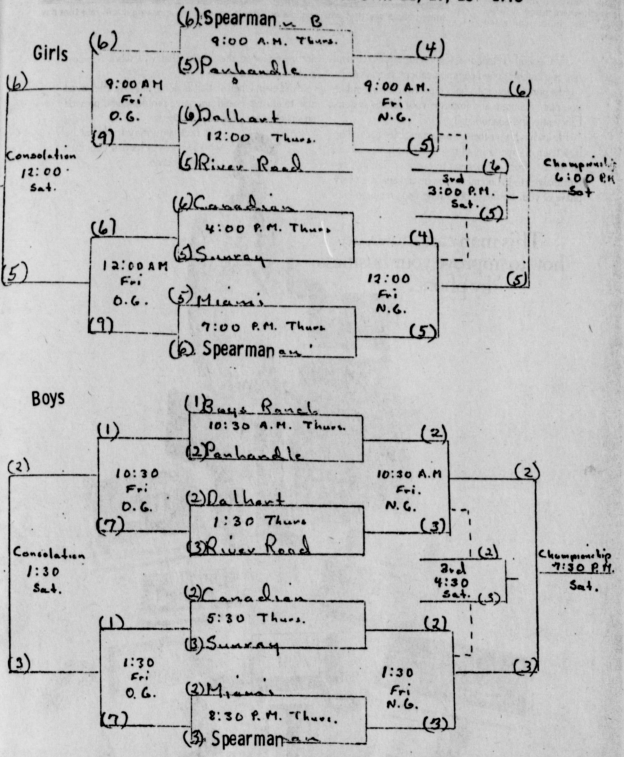 Girls
(6) Spearman B
9:00 A.M. Thurs.
(5) Panhandle
(6)
(4)
9:00 AM
Fri
O.G.
9:00 A.M.
Fri
N.G.
(6)
(6)
(6) Dalhart
12:00 Thurs.
(5) River Road
(9)
(5)
Consolation
12:00
Sat.
3rd
3:00 P.M.
Sat.
(6)
(5)
Championship
6:00 P.M.
Sat
(6) Canadian
4:00 P.M. Thurs
(5) Sunray
(6)
(4)
12:00 AM
Fri
O.G.
12:00
Fri
N.G.
(5)
(5)
(5) Miami
7:00 P.M. Thurs
(6) Spearman
(9)
(5)
Boys
(1) Boys Ranch
10:30 A.M. Thurs.
(2) Panhandle
(1)
(2)
10:30
Fri
O.G.
10:30 A.M
Fri.
N.G.
(2)
(2)
(2) Dalhart
1:30 Thurs
(3) River Road
(7)
(3)
Consolation
1:30
Sat.
3rd
4:30
Sat.
(2)
(3)
Championship
7:30 P.M.
Sat.
(2) Canadian
5:30 Thurs.
(3) Sunray
(1)
(2)
1:30
Fri
O.G.
1:30
Fri
N.G.
(3)
(3)
(2) Miami
8:30 P.M. Thurs.
(3) Spearman
(7)
(3)